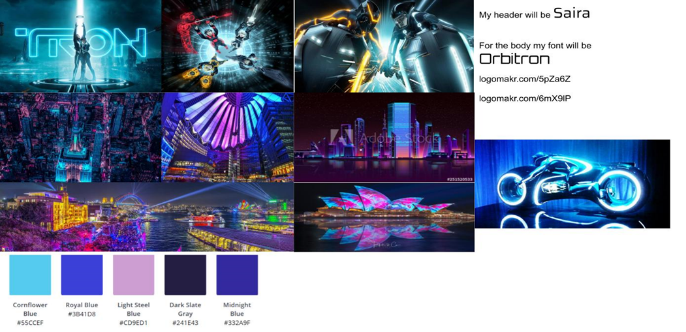 TRON
My header will be Saira
For the body my font will be
Orbitron
logomakr.com/5pZa6Z
logomakr.com/6mX9lP
Adobe Stock
Cornflower
Blue
#55CCEF
Royal Blue
#3B41D8
Light Steel
Blue
#CD9ED1
Dark Slate
Gray
#241E43
Midnight
Blue
#332A9F